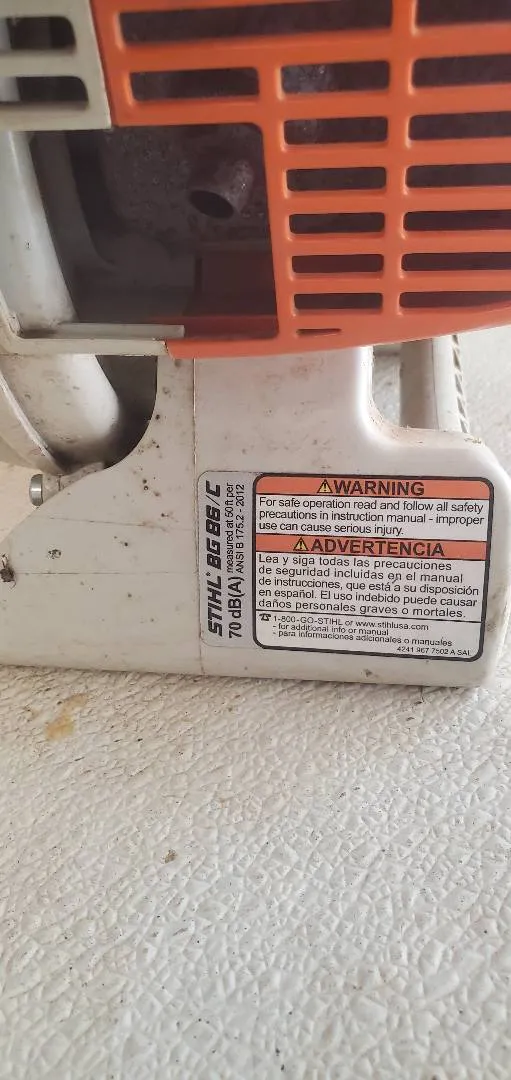 STIHL® BG 86/C
70 dB(A) measured at 50 ft per
ANSI B 175.2 - 2012
⚠WARNING
For safe operation read and follow all safety
precautions in instruction manual - improper
use can cause serious injury.
⚠ADVERTENCIA
Lea y siga todas las precauciones
de seguridad incluidas en el manual
de instrucciones, que está a su disposición
en español. El uso indebido puede causar
daños personales graves o mortales.
☎ 1-800-GO-STIHL or www.stihlusa.com
- for additional info or manual
- para informaciones adicionales o manuales
4241 967 7502 A SAL